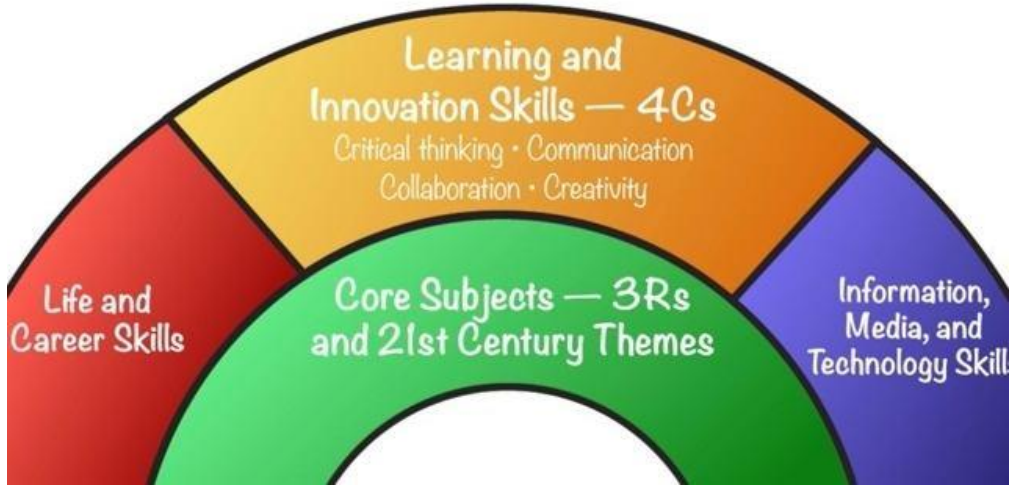 Learning and
Innovation Skills — 4Cs
Critical thinking • Communication
Collaboration • Creativity
Life and
Career Skills
Core Subjects — 3Rs
and 21st Century Themes
Information,
Media, and
Technology Skills